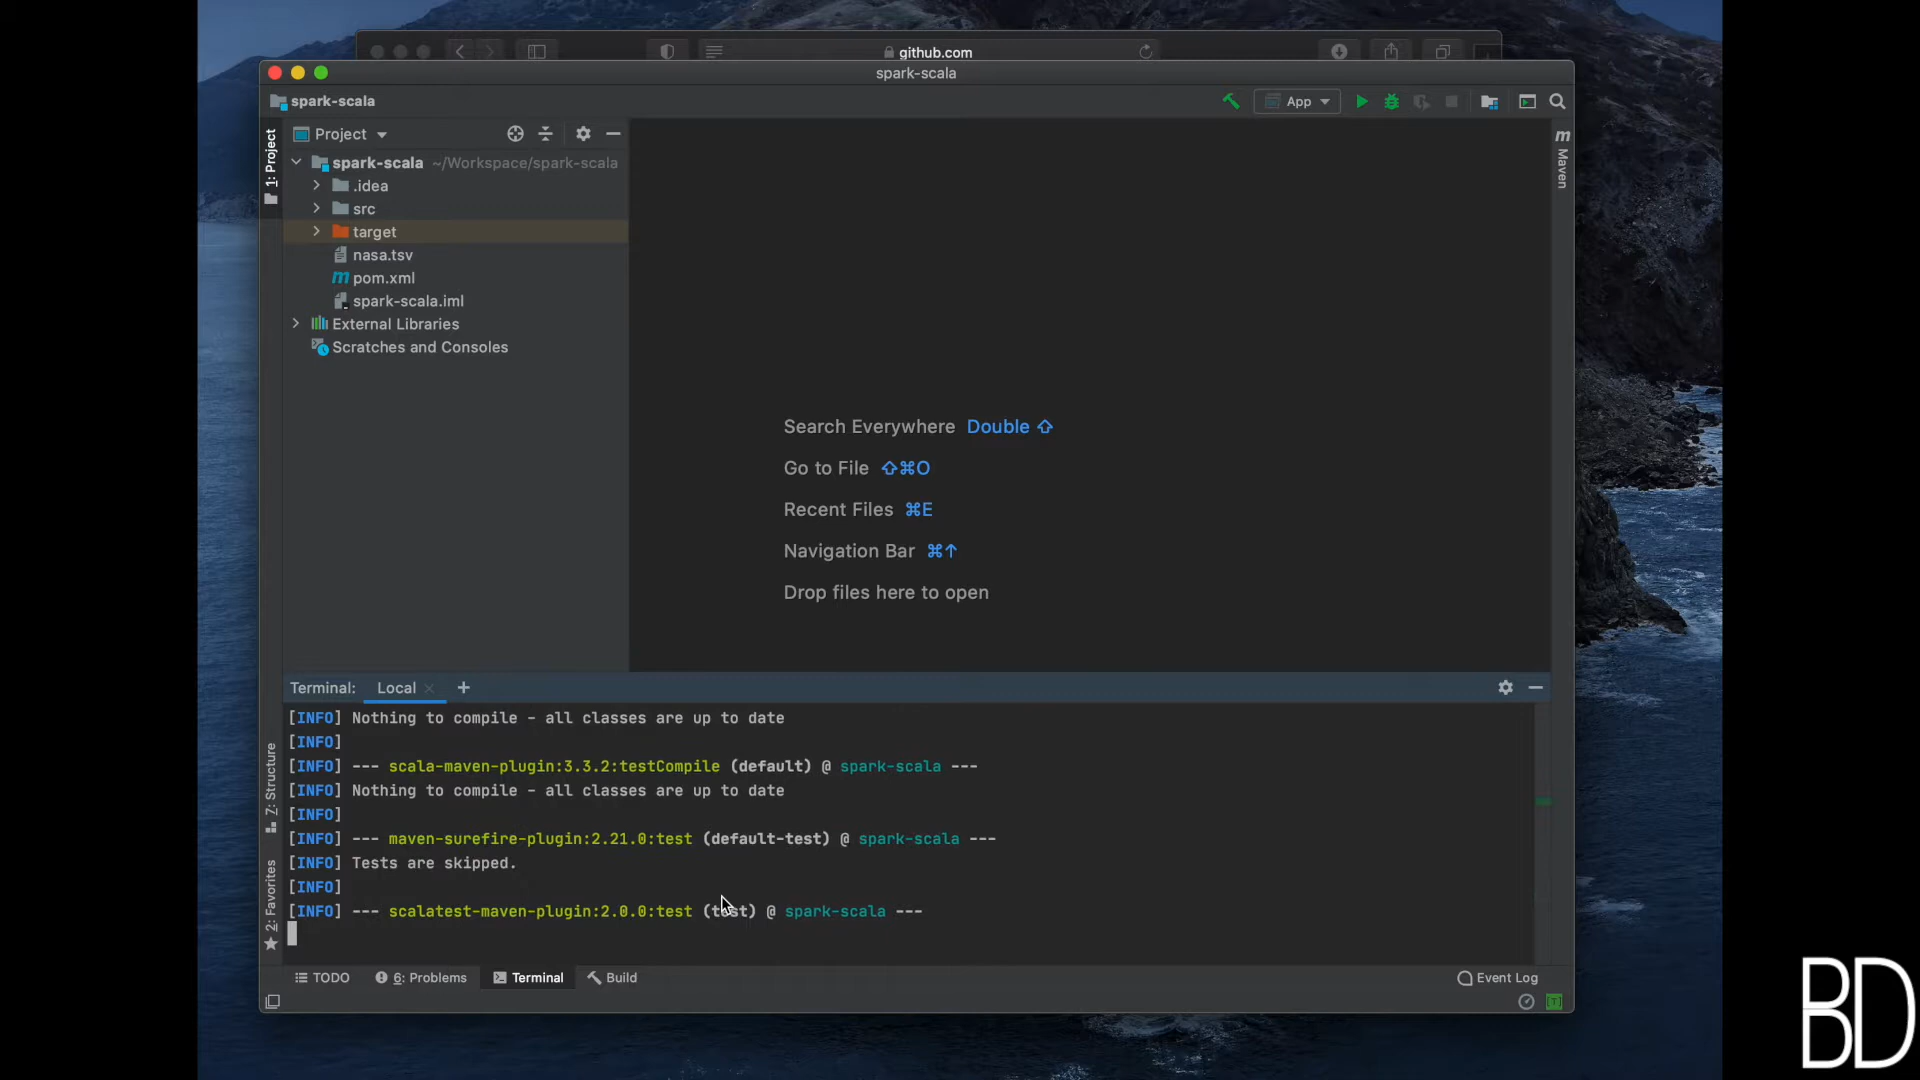 github.com
spark-scala
spark-scala
App
Project
spark-scala ~/Workspace/spark-scala
.idea
src
target
nasa.tsv
pom.xml
spark-scala.iml
External Libraries
Scratches and Consoles
1: Project
m
Maven
Search Everywhere Double ⇧
Go to File ⇧⌘O
Recent Files ⌘E
Navigation Bar ⌘↑
Drop files here to open
Terminal: Local
[INFO] Nothing to compile - all classes are up to date
[INFO]
[INFO] --- scala-maven-plugin:3.3.2:testCompile (default) @ spark-scala ---
[INFO] Nothing to compile - all classes are up to date
[INFO]
[INFO] --- maven-surefire-plugin:2.21.0:test (default-test) @ spark-scala ---
[INFO] Tests are skipped.
[INFO]
[INFO] --- scalatest-maven-plugin:2.0.0:test (test) @ spark-scala ---
7: Structure
2: Favorites
TODO
6: Problems
Terminal
Build
Event Log
BD